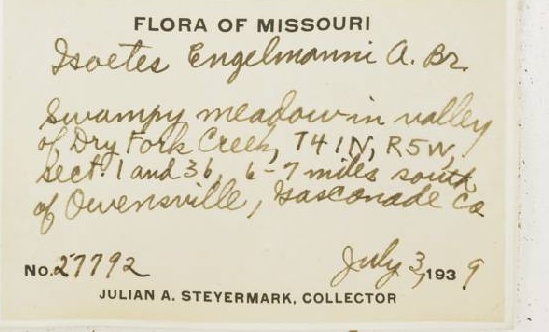 FLORA OF MISSOURI
Isoetes Engelmanni A. Br.
Swampy meadow in valley
of Dry Fork Creek, T41N, R5W,
sect. 1 and 36, 6-7 miles south
of Owensville, Gasconade Co
No. 27792 July 3, 1939
JULIAN A. STEYERMARK, COLLECTOR